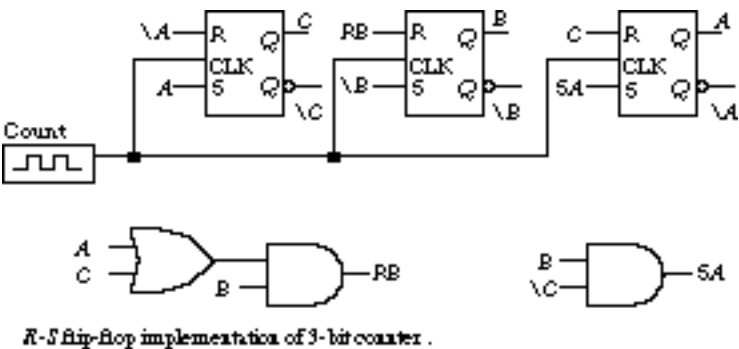 \A R Q C
CLK
A S Q \C
RB R Q B
CLK
\B S Q \B
C R Q A
CLK
SA S Q \A
Count
A
C
B
RB
B
\C
SA
R-S flip-flop implementation of 3-bit counter.